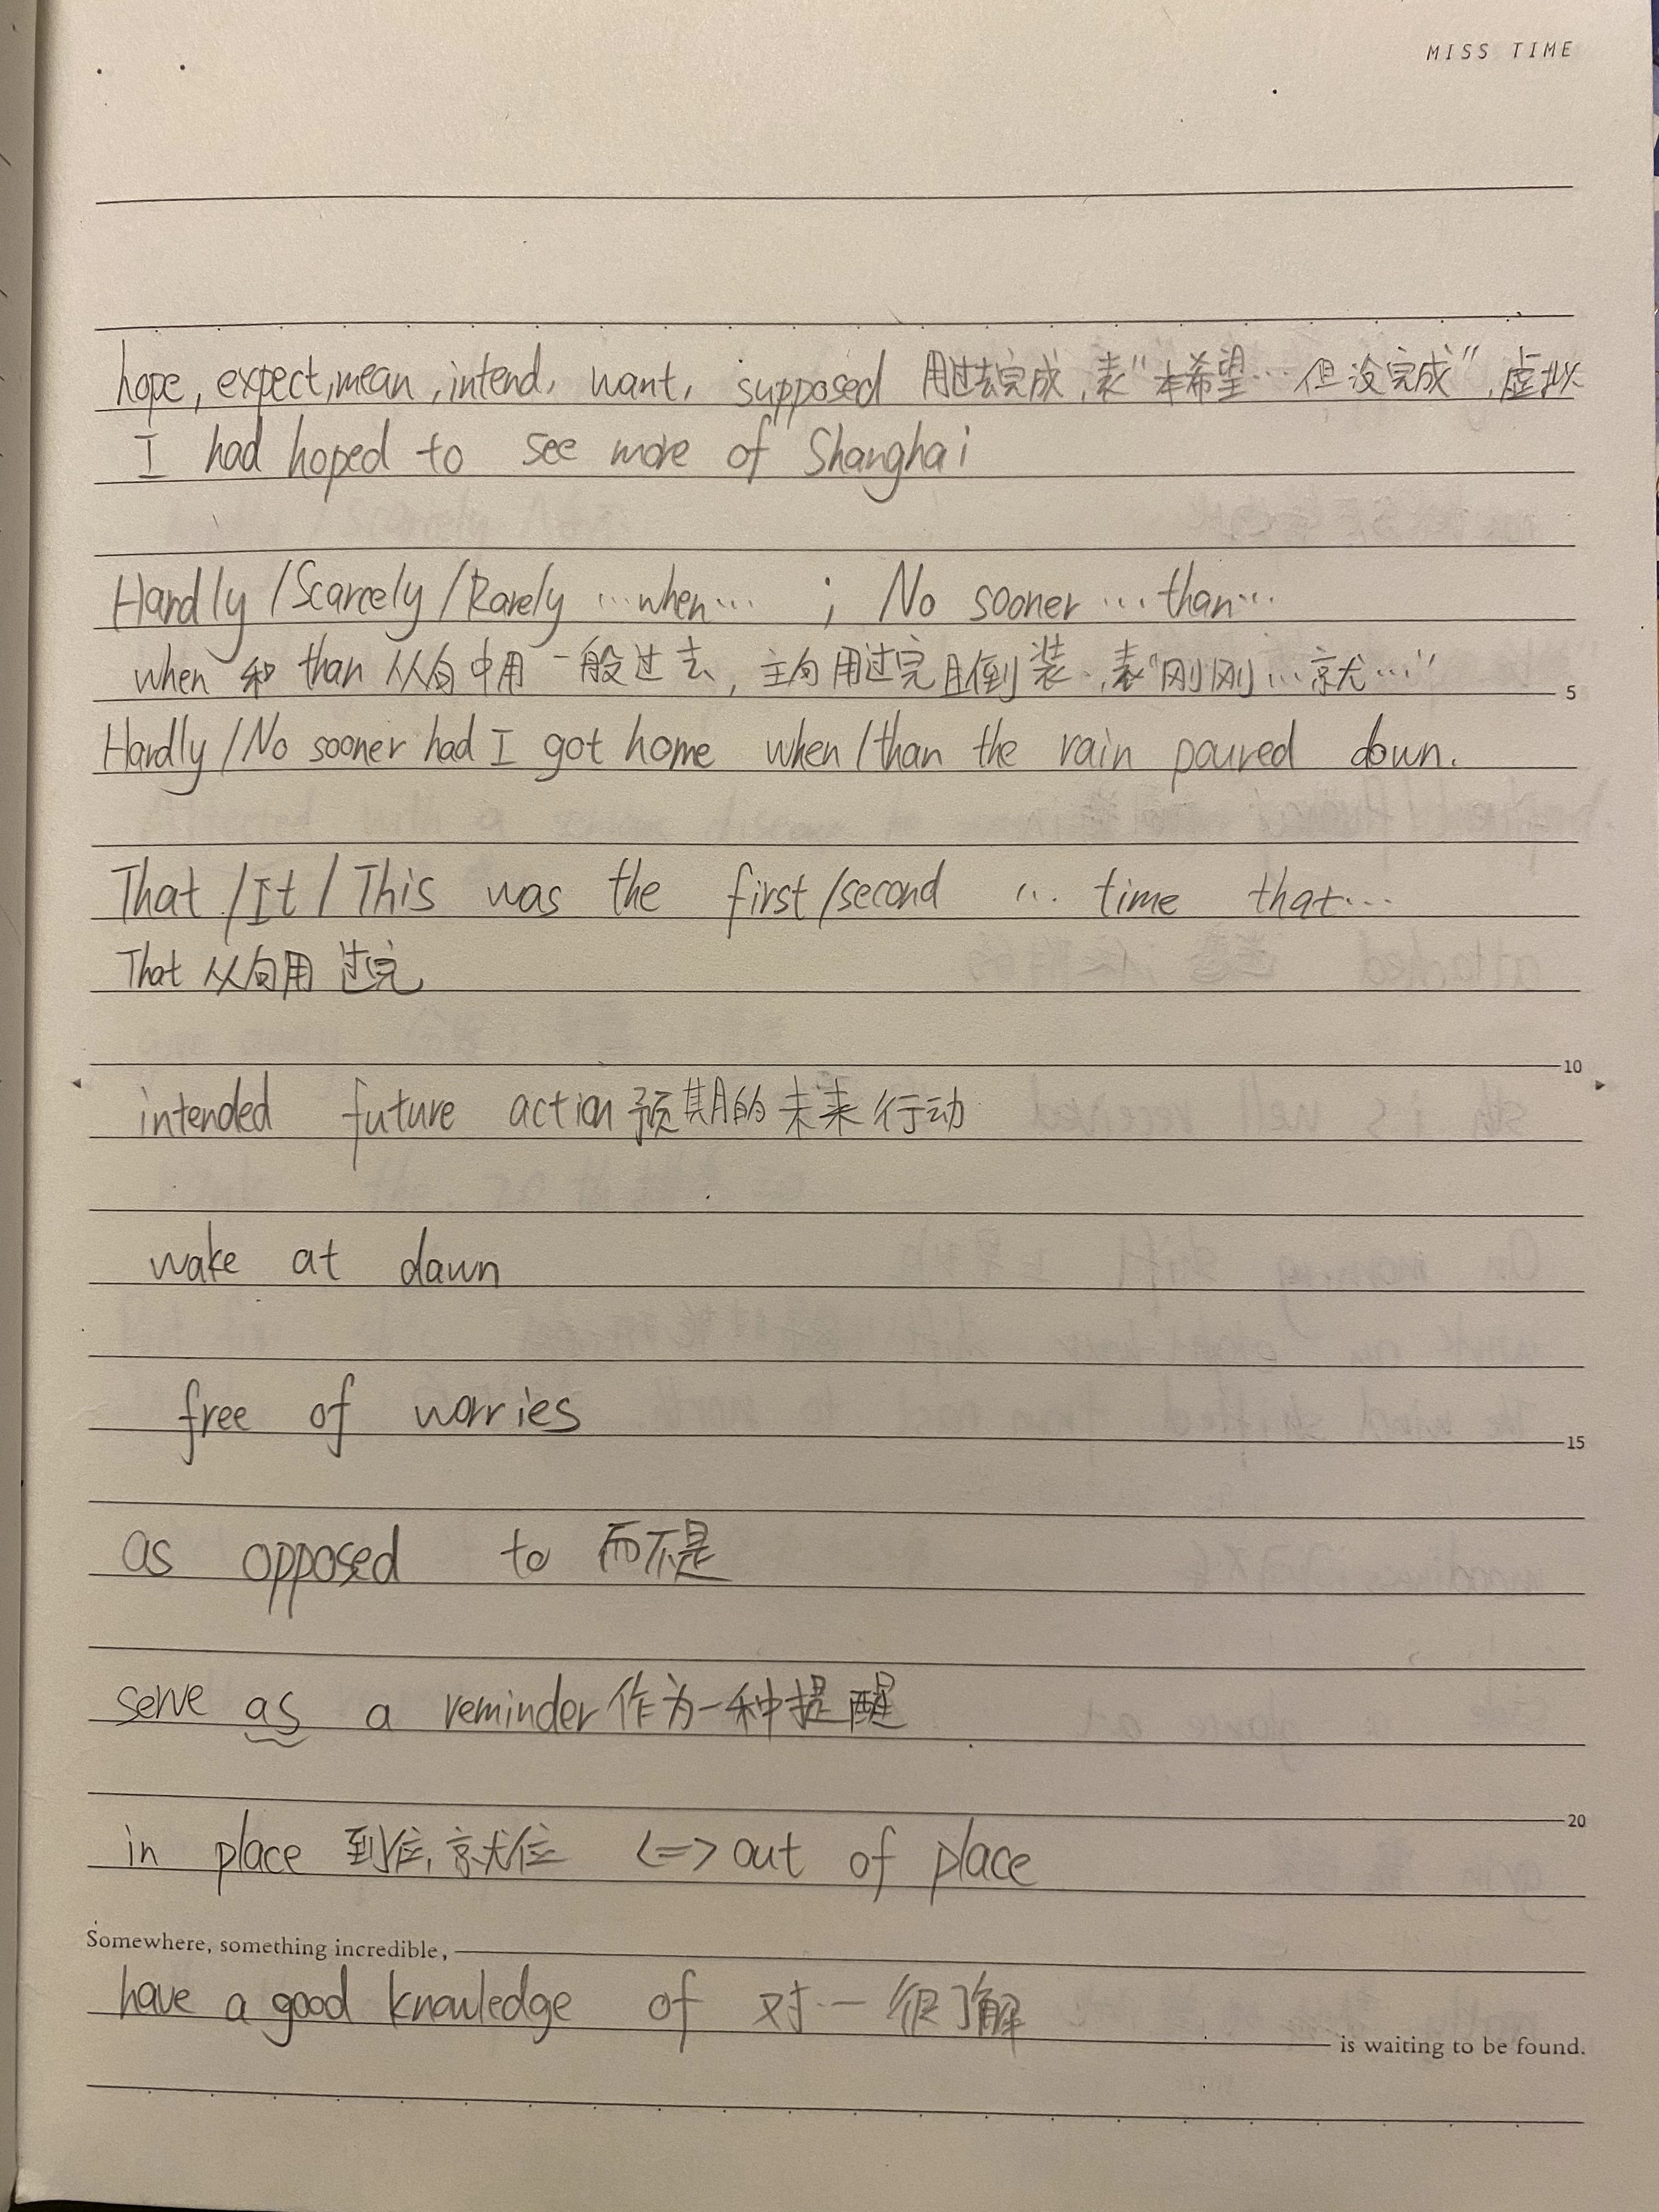 MISS TIME
hope, expect, mean, intend, want, supposed 用过去完成, 表"本希望…但没完成", 虚拟
I had hoped to see more of Shanghai
Hardly / Scarcely / Rarely …when… ; No sooner …than…
when 和 than 从句中用一般过去, 主句用过完且倒装, 表"刚刚…就…"
5
Hardly / No sooner had I got home when/than the rain poured down.
That / It / This was the first/second … time that…
That 从句用过完
10
intended future action 预期的未来行动
wake at dawn
free of worries
15
as opposed to 而不是
serve as a reminder 作为一种提醒
in place 到位, 就位 <=> out of place
20
Somewhere, something incredible, is waiting to be found.
have a good knowledge of 对…很了解